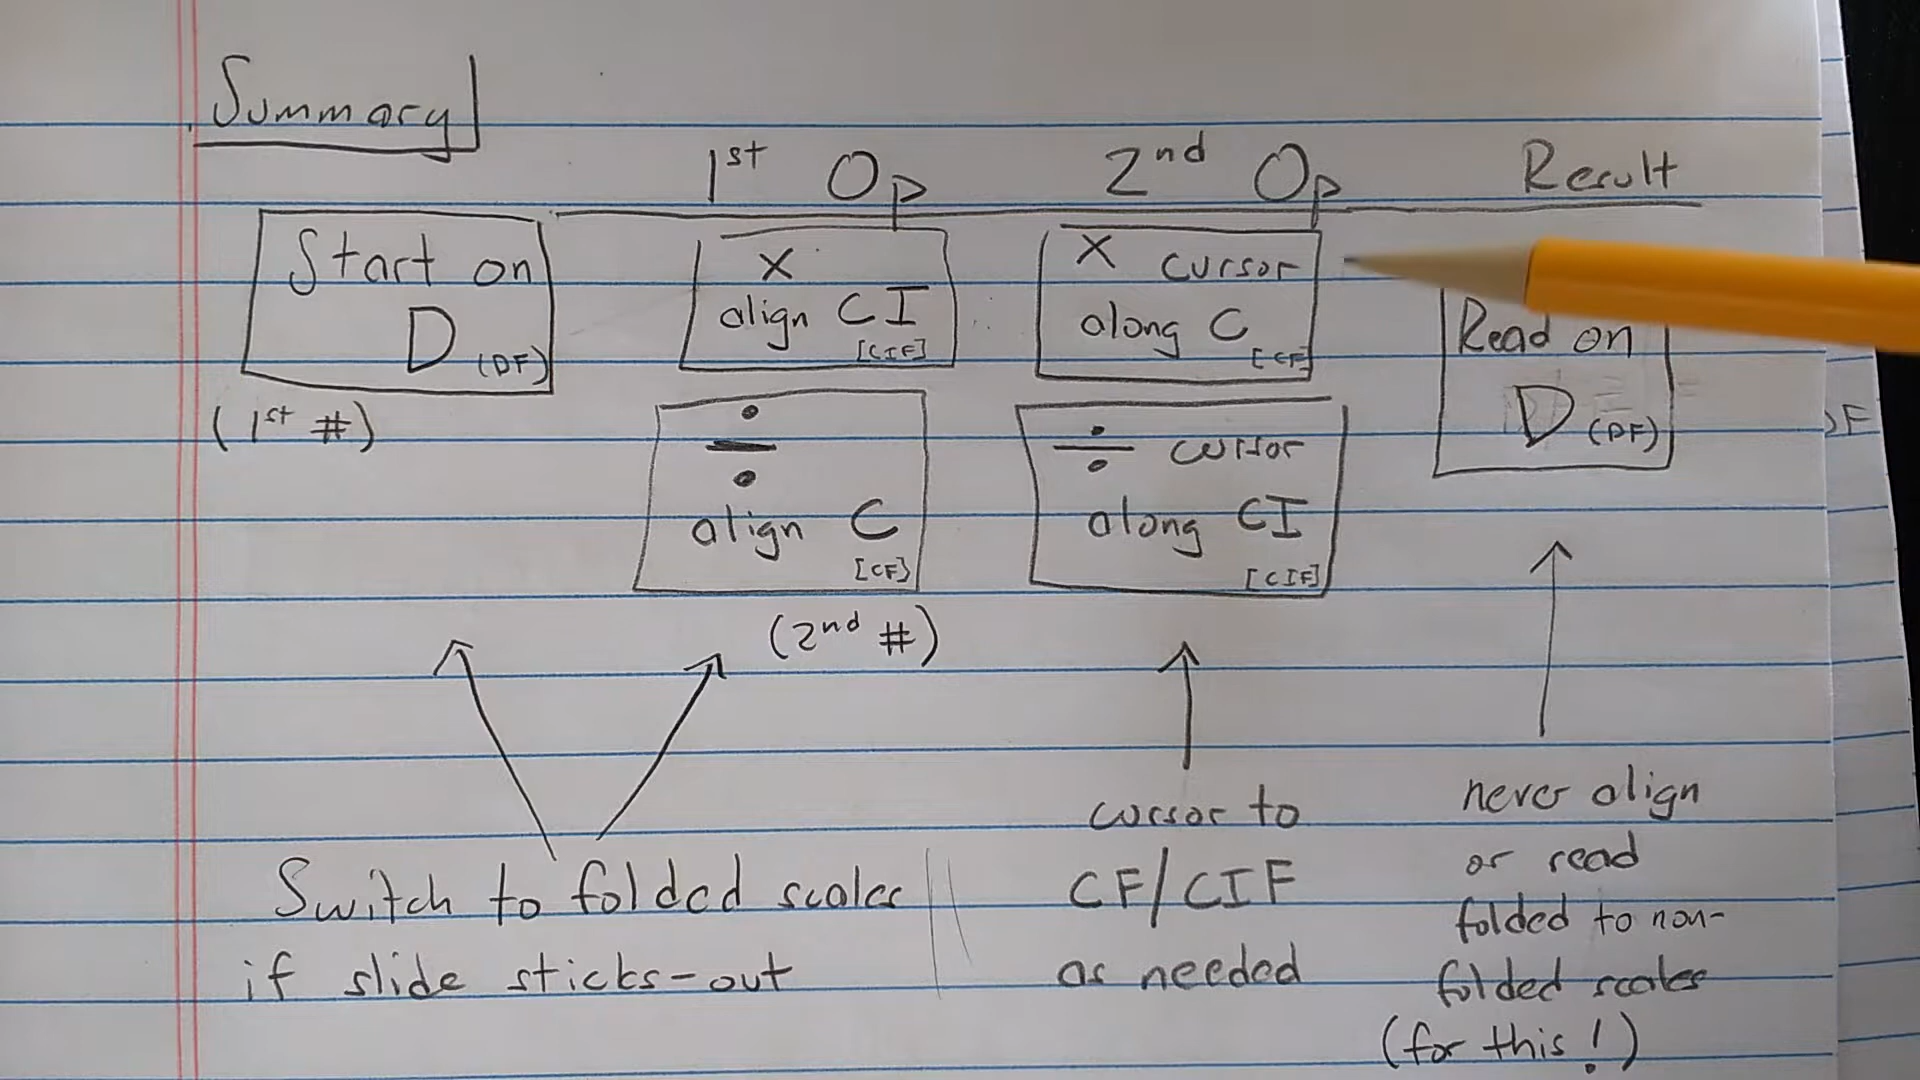 Summary
1st Op 2nd Op Result
Start on
D (DF)
(1st #)
×
align CI
[CIF]
÷
align C
[CF]
(2nd #)
× cursor
along C
[CF]
÷ cursor
along CI
[CIF]
Read on
D (DF)
Switch to folded scales
if slide sticks-out
cursor to
CF/CIF
as needed
never align
or read
folded to non-
folded scales
(for this!)